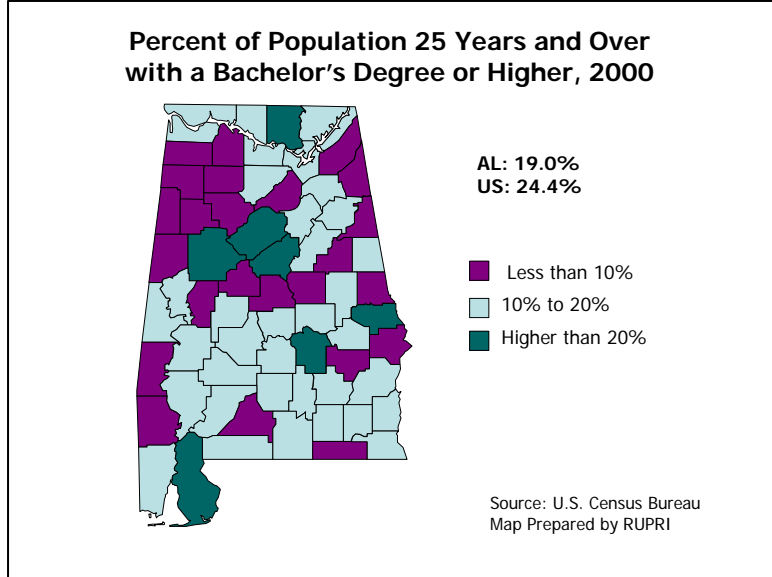 Percent of Population 25 Years and Over
with a Bachelor's Degree or Higher, 2000
AL: 19.0%
US: 24.4%
Less than 10%
10% to 20%
Higher than 20%
Source: U.S. Census Bureau
Map Prepared by RUPRI